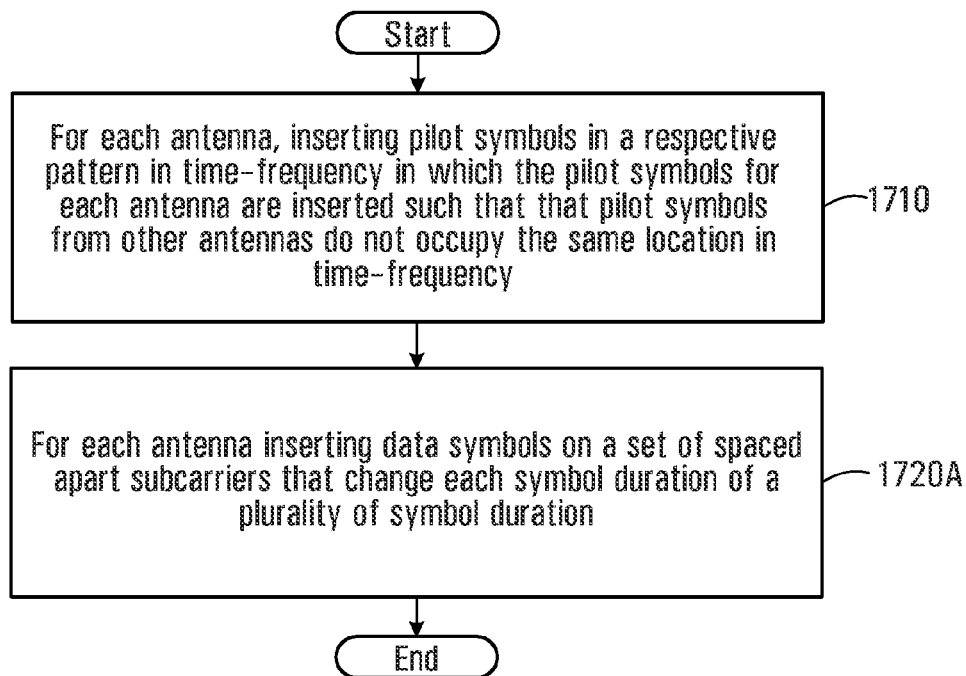 Start
For each antenna, inserting pilot symbols in a respective
pattern in time-frequency in which the pilot symbols for
each antenna are inserted such that that pilot symbols
from other antennas do not occupy the same location in
time-frequency
1710
For each antenna inserting data symbols on a set of spaced
apart subcarriers that change each symbol duration of a
plurality of symbol duration
1720A
End